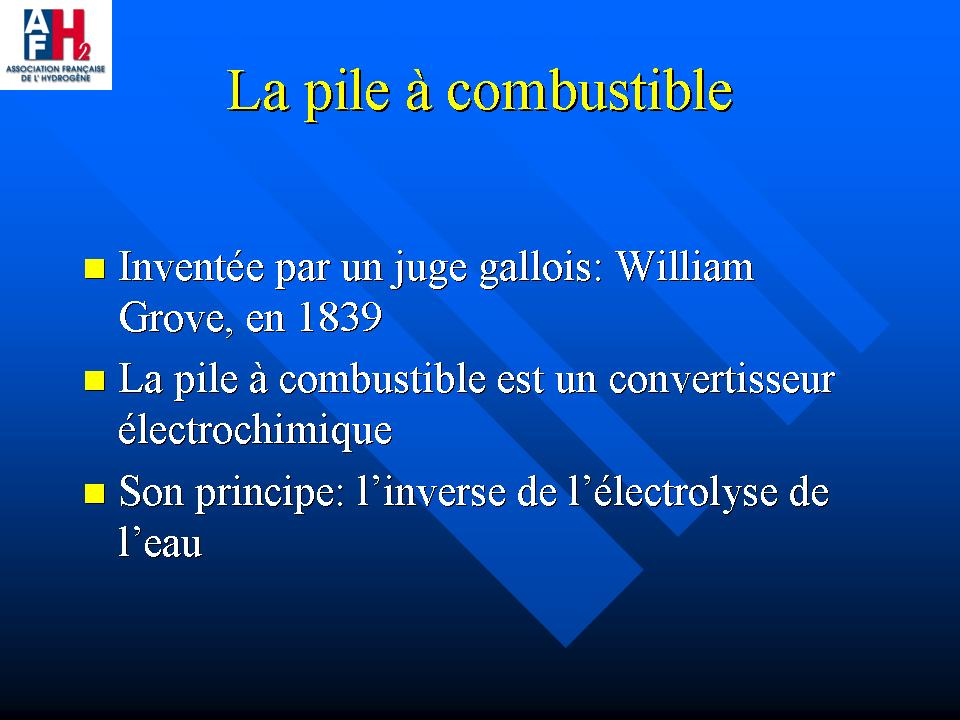 AFH2
ASSOCIATION FRANÇAISE
DE L'HYDROGÈNE
La pile à combustible
Inventée par un juge gallois: William
Grove, en 1839
La pile à combustible est un convertisseur
électrochimique
Son principe: l’inverse de l’électrolyse de
l’eau